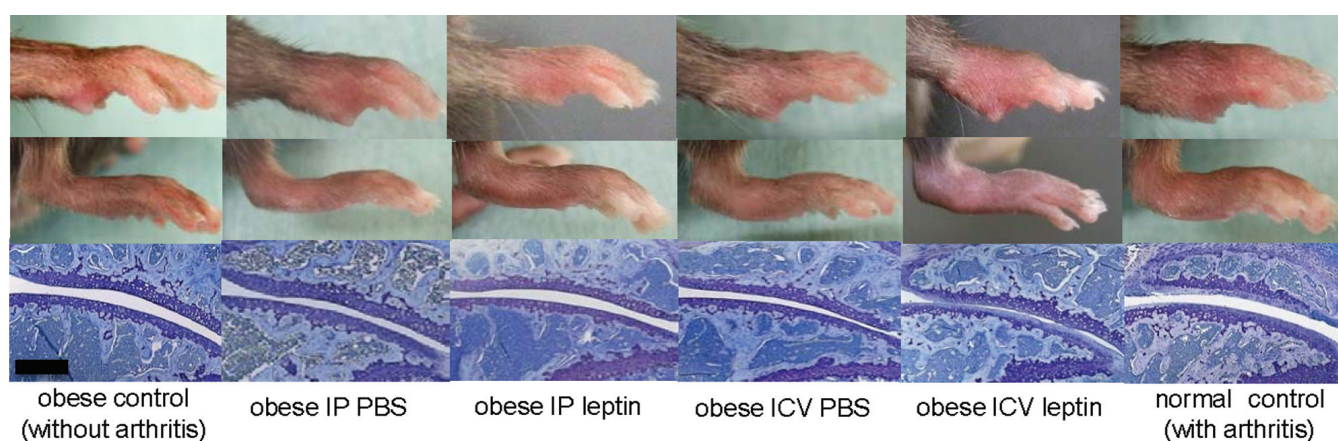 obese control
(without arthritis)
obese IP PBS
obese IP leptin
obese ICV PBS
obese ICV leptin
normal control
(with arthritis)